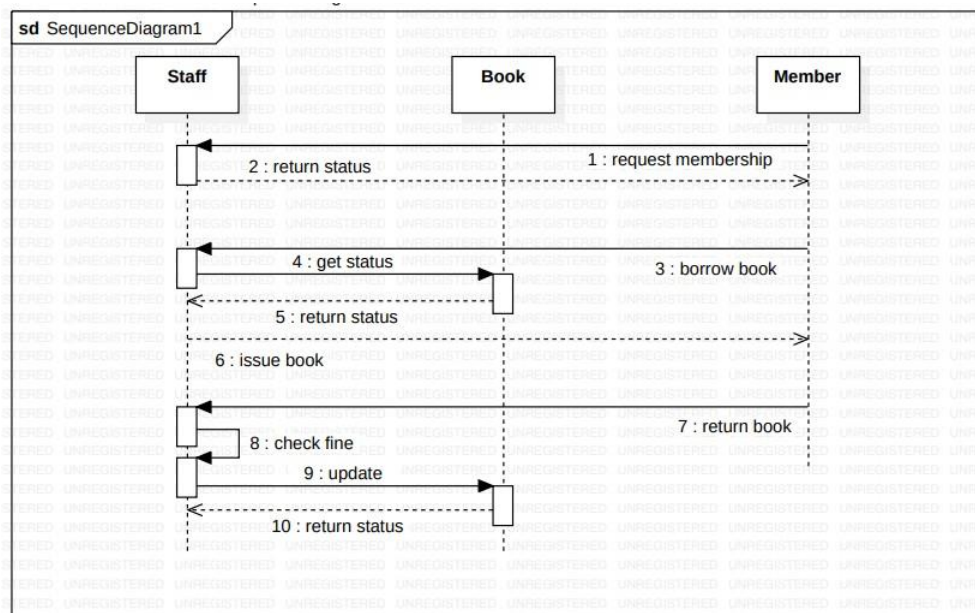 sd SequenceDiagram1
Staff
Book
Member
1 : request membership
2 : return status
3 : borrow book
4 : get status
5 : return status
6 : issue book
7 : return book
8 : check fine
9 : update
10 : return status
UNREGISTERED